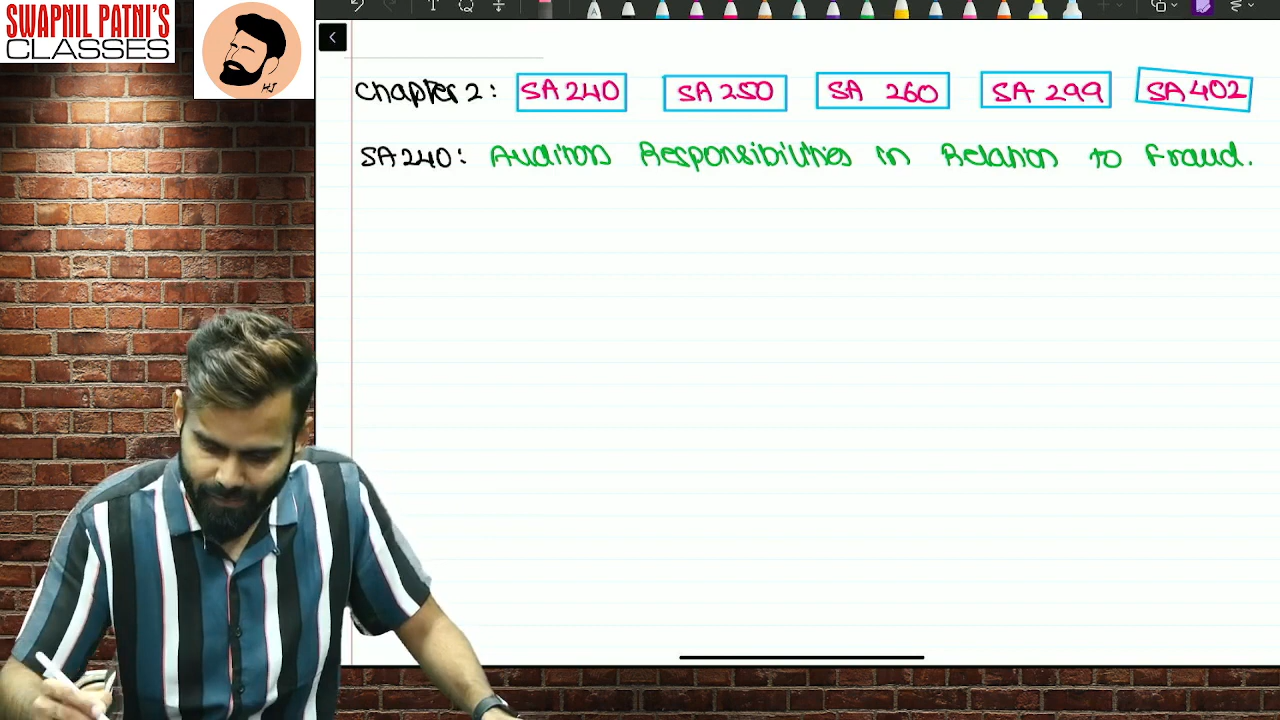 SWAPNIL PATNI'S
CLASSES
KJ
Chapter 2: SA 240 SA 250 SA 260 SA 299 SA 402
SA 240: Auditors Responsibilities in Relation to Fraud.